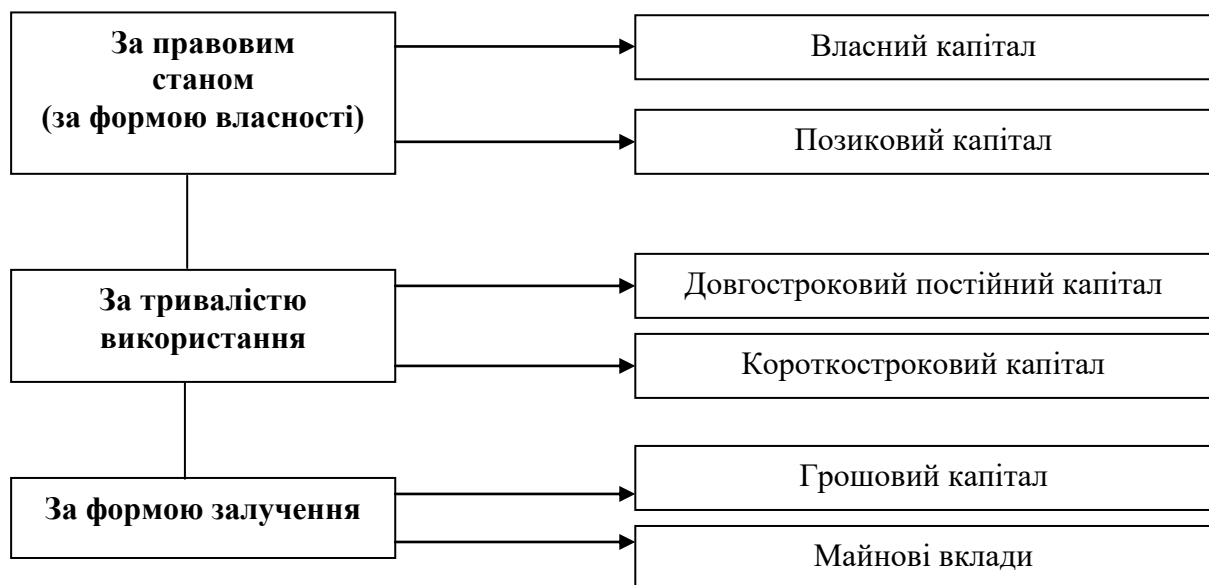 За правовим
станом
(за формою власності)
Власний капітал
Позиковий капітал
За тривалістю
використання
Довгостроковий постійний капітал
Короткостроковий капітал
За формою залучення
Грошовий капітал
Майнові вклади